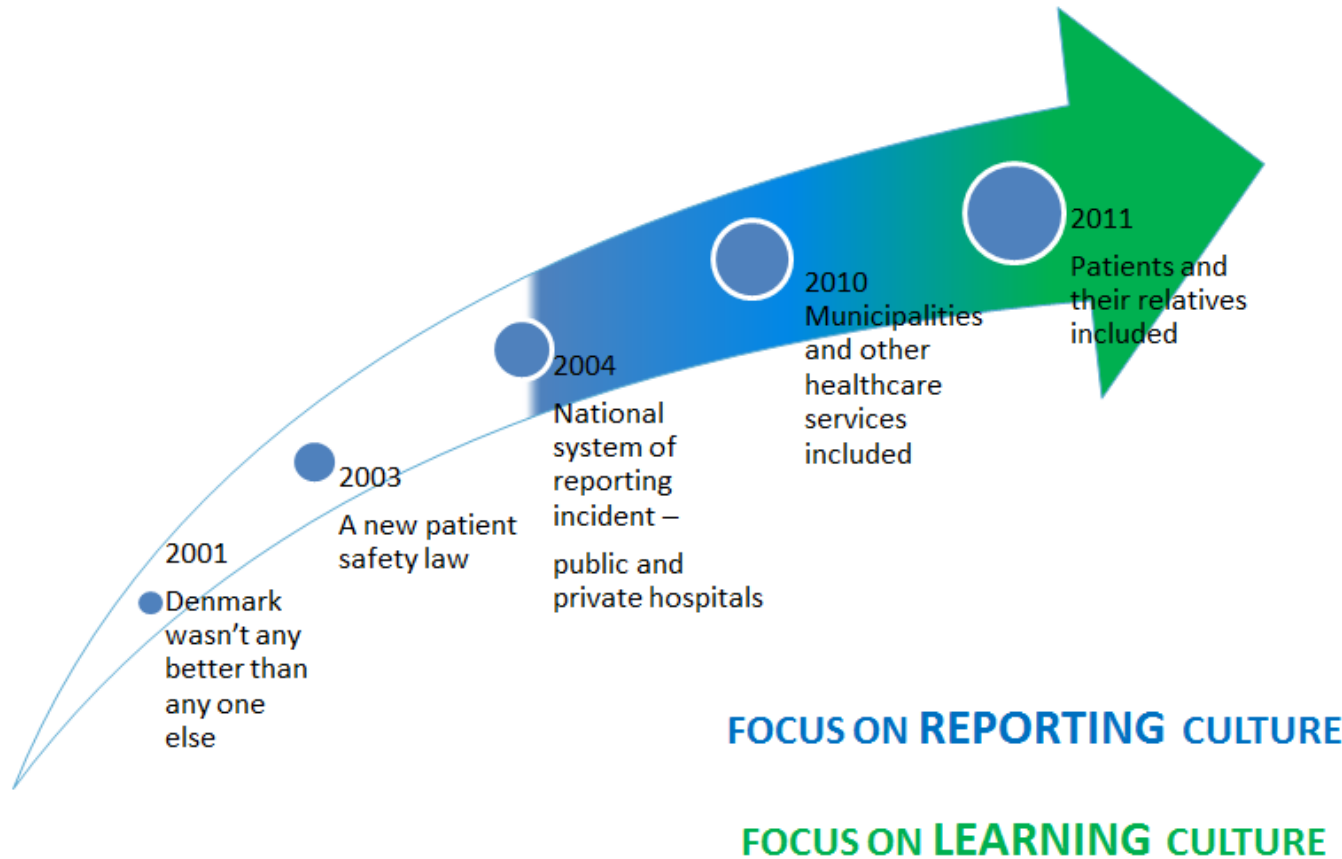 2001
Denmark
wasn't any
better than
any one
else
2003
A new patient
safety law
2004
National
system of
reporting
incident –
public and
private hospitals
2010
Municipalities
and other
healthcare
services
included
2011
Patients and
their relatives
included
FOCUS ON REPORTING CULTURE
FOCUS ON LEARNING CULTURE